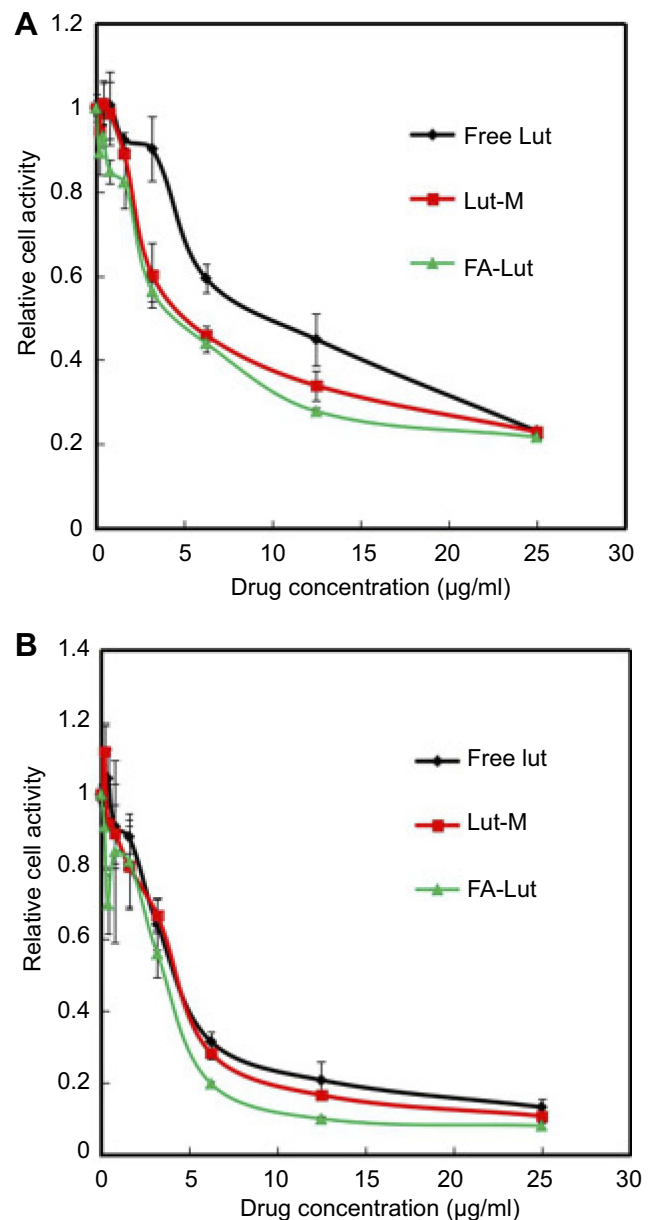 A
1.2
1
0.8
0.6
0.4
0.2
0
Relative cell activity
Free Lut
Lut-M
FA-Lut
0 5 10 15 20 25 30
Drug concentration (µg/ml)
B
1.4
1.2
1
0.8
0.6
0.4
0.2
0
Relative cell activity
Free lut
Lut-M
FA-Lut
0 5 10 15 20 25 30
Drug concentration (µg/ml)